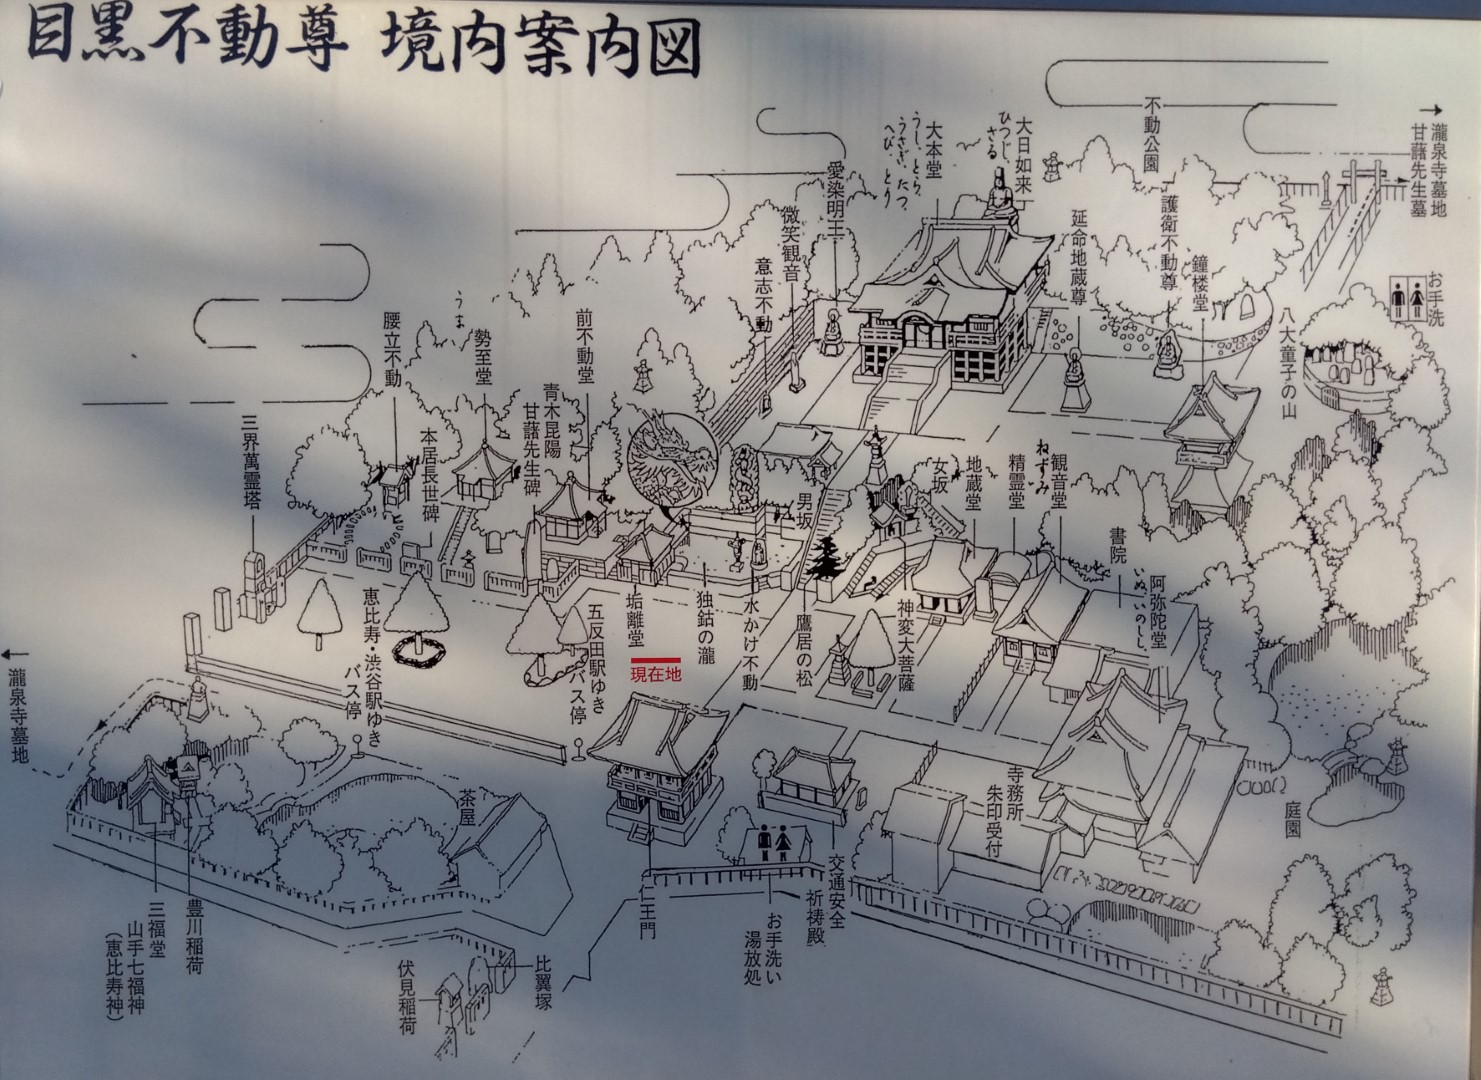 目黒不動尊 境内案内図
不動公園
瀧泉寺墓地
甘藷先生墓
大日如来
ひつじ、
さる
大本堂
うし、とら、
うさぎ、たつ、
へび、とり
愛染明王
微笑観音
意志不動
延命地蔵尊
護衛不動尊
鐘楼堂
お手洗
八大童子の山
うま、
前不動堂
勢至堂
腰立不動
青木昆陽
甘藷先生碑
本居長世碑
三界萬霊塔
男坂
女坂
地蔵堂
精霊堂
観音堂
ねずみ
書院
いぬ、いのしし、
阿弥陀堂
垢離堂
独鈷の瀧
水かけ不動
鷹居の松
神変大菩薩
現在地
五反田駅ゆき
バス停
恵比寿・渋谷駅ゆき
バス停
瀧泉寺墓地
茶屋
寺務所
朱印受付
庭園
仁王門
お手洗い
湯放処
交通安全
祈祷殿
豊川稲荷
三福堂
山手七福神
（恵比寿神）
比翼塚
伏見稲荷